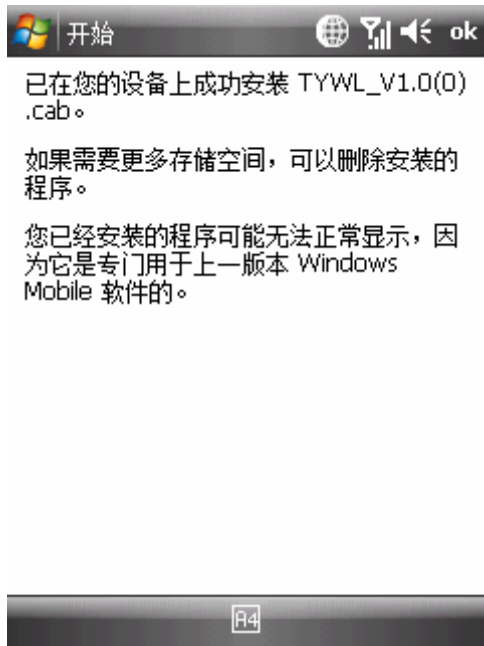 开始 ok
已在您的设备上成功安装 TYWL_V1.0(0)
.cab。
如果需要更多存储空间，可以删除安装的
程序。
您已经安装的程序可能无法正常显示，因
为它是专门用于上一版本 Windows
Mobile 软件的。
A4